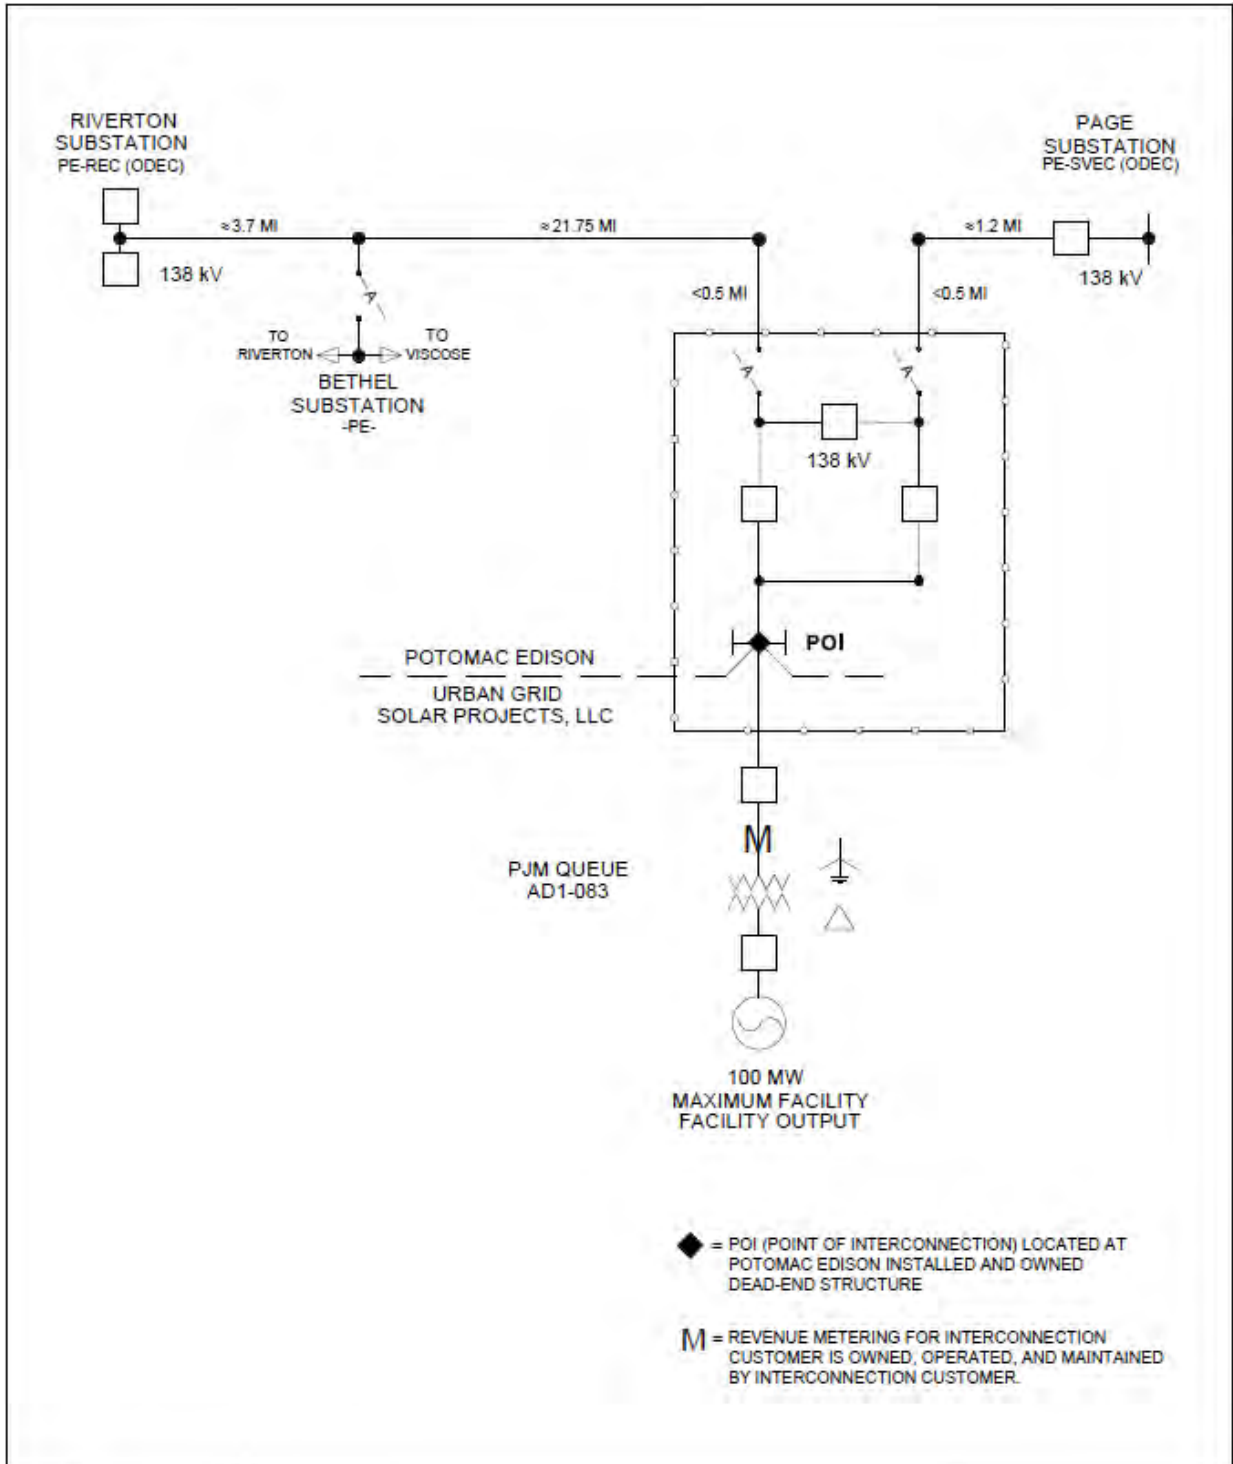 RIVERTON
SUBSTATION
PE-REC (ODEC)
PAGE
SUBSTATION
PE-SVEC (ODEC)
≈3.7 MI
≈21.75 MI
≈1.2 MI
138 kV
138 kV
<0.5 MI
<0.5 MI
A
TO
RIVERTON
TO
VISCOSE
BETHEL
SUBSTATION
-PE-
A
A
138 kV
POI
POTOMAC EDISON
URBAN GRID
SOLAR PROJECTS, LLC
M
PJM QUEUE
AD1-083
100 MW
MAXIMUM FACILITY
FACILITY OUTPUT
= POI (POINT OF INTERCONNECTION) LOCATED AT
POTOMAC EDISON INSTALLED AND OWNED
DEAD-END STRUCTURE
M = REVENUE METERING FOR INTERCONNECTION
CUSTOMER IS OWNED, OPERATED, AND MAINTAINED
BY INTERCONNECTION CUSTOMER.